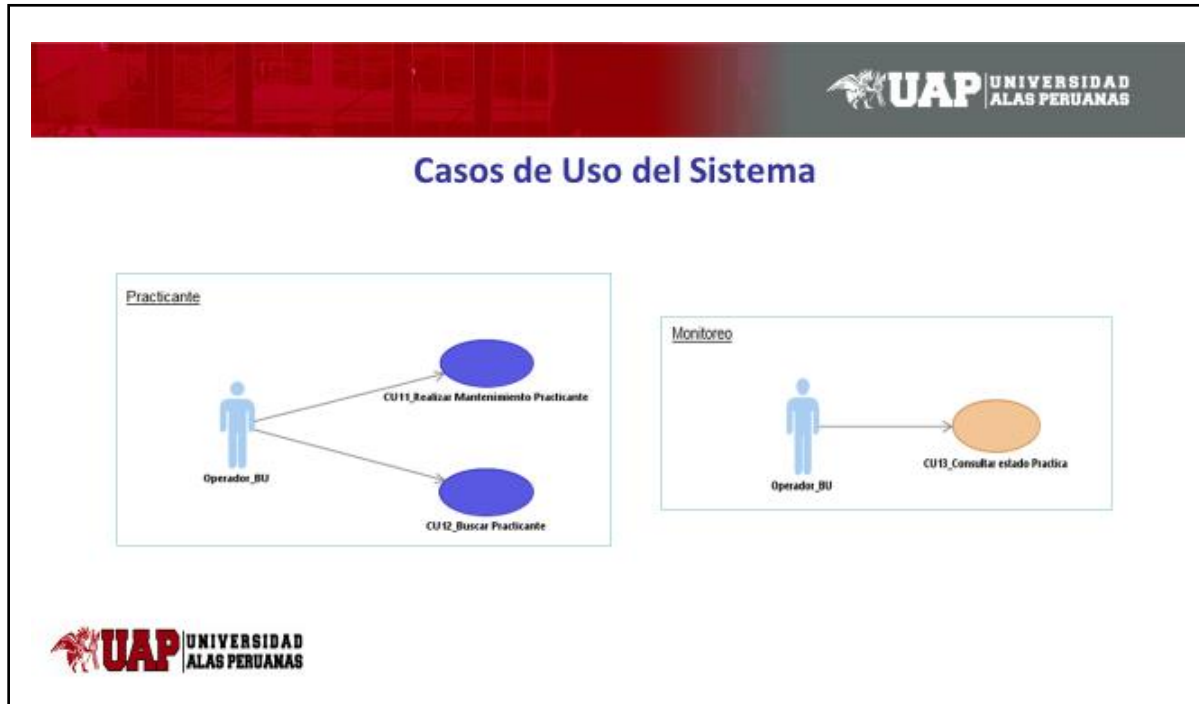 UAP UNIVERSIDAD
ALAS PERUANAS
Casos de Uso del Sistema
Practicante
CU11_Realizar Mantenimiento Practicante
Operador_BU
CU12_Buscar Practicante
Monitoreo
CU13_Consultar estado Practica
Operador_BU
UAP UNIVERSIDAD
ALAS PERUANAS